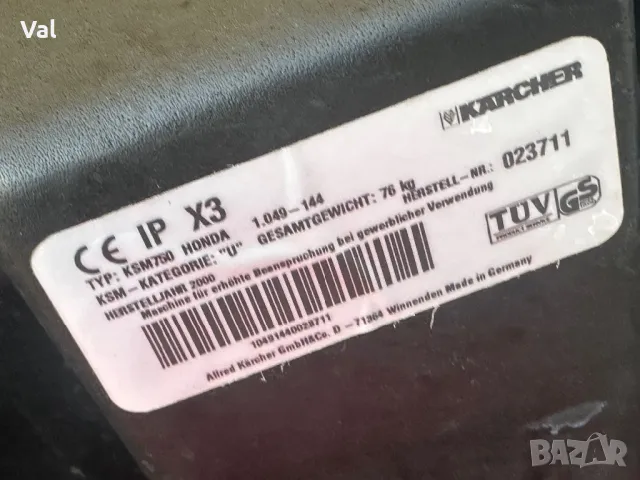 Val
KÄRCHER
CE IP X3
TYP: KSM750 HONDA 1.049-144
KSM-KATEGORIE: "U" GESAMTGEWICHT: 76 kg
HERSTELLJAHR 2000 HERSTELL-NR.: 023711
Maschine für erhöhte Beanspruchung bei gewerblicher Verwendung
10491440023711
Alfred Kärcher GmbH&Co. D - 71364 Winnenden Made in Germany
TÜV
GS
BAZAR